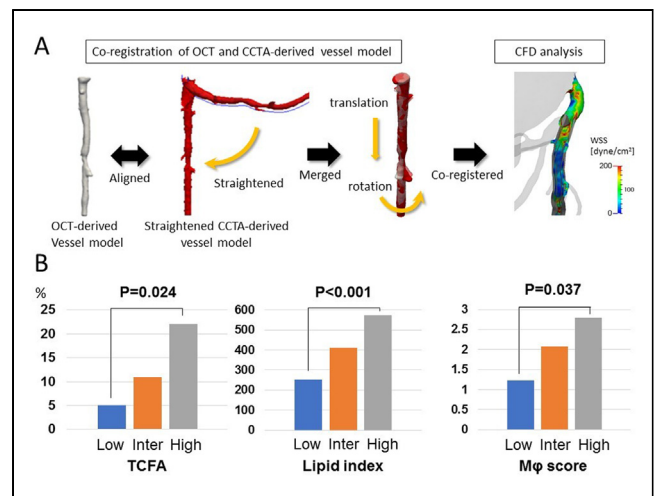 A
Co-registration of OCT and CCTA-derived vessel model
CFD analysis
translation
Aligned
Straightened
Merged
rotation
Co-registered
WSS
[dyne/cm²]
200
100
0
OCT-derived
Vessel model
Straightened CCTA-derived
vessel model
B
%
P=0.024
25
20
15
10
5
0
Low Inter High
TCFA
P<0.001
600
500
400
300
200
100
0
Low Inter High
Lipid index
P=0.037
3
2.5
2
1.5
1
0.5
0
Low Inter High
Mφ score